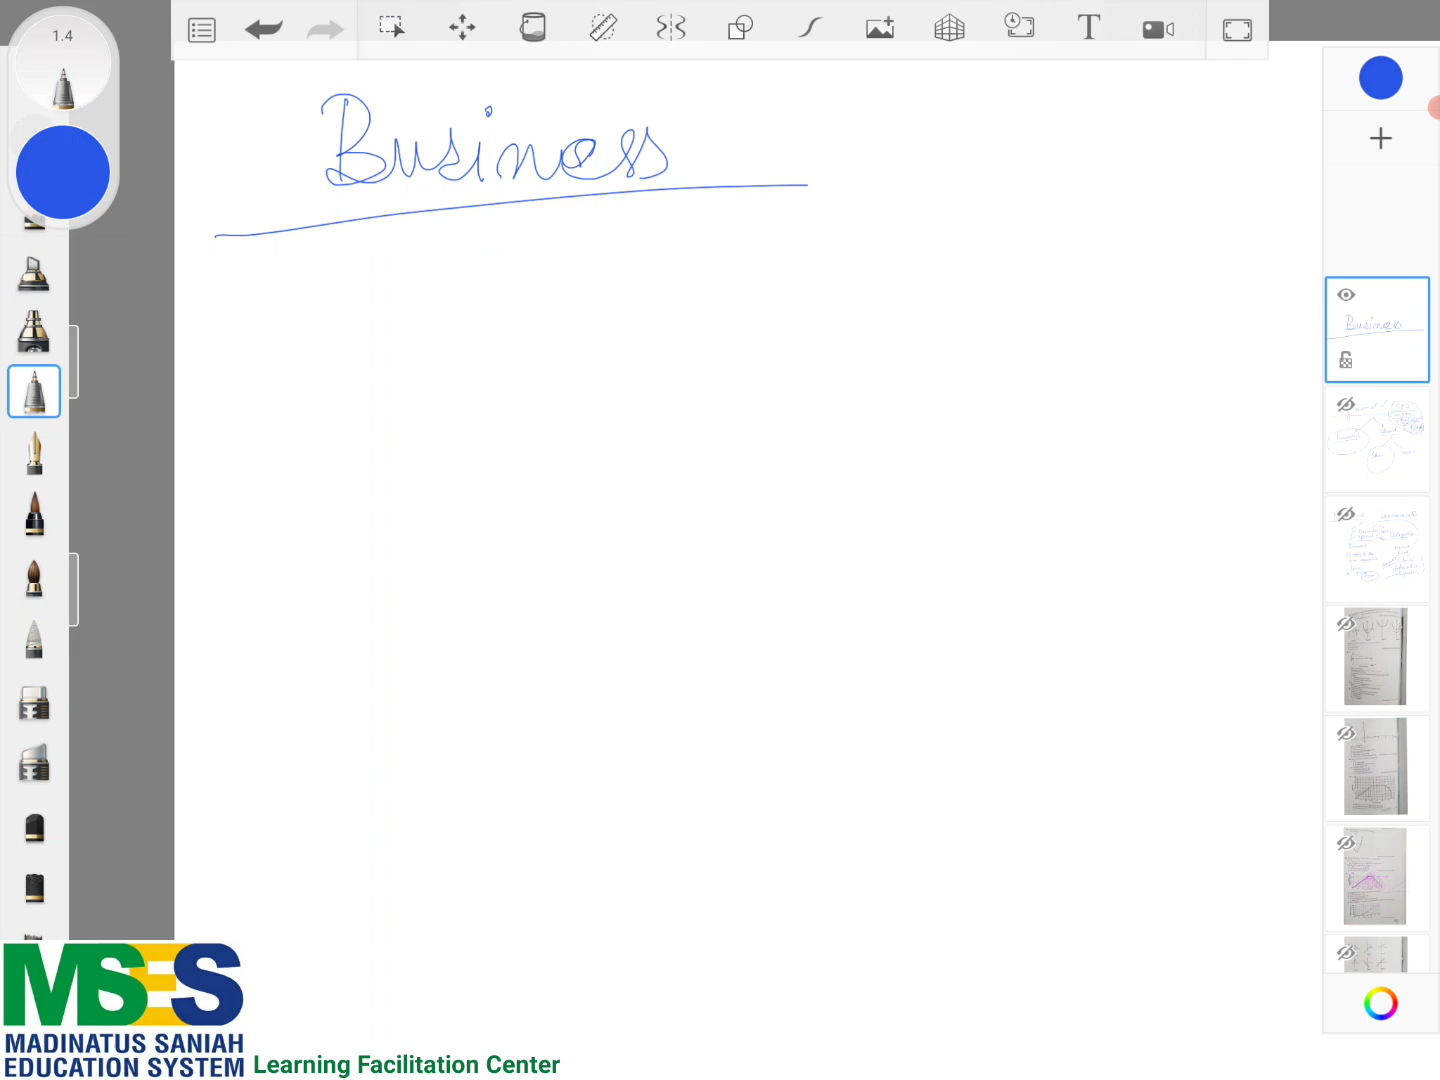 1.4
T
Business
Business
MSES
MADINATUS SANIAH
EDUCATION SYSTEM
Learning Facilitation Center